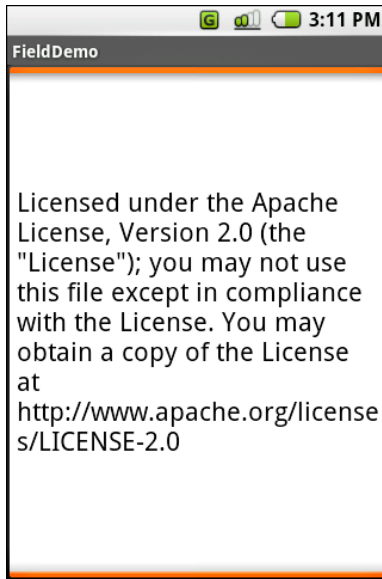 G 3:11 PM
FieldDemo
Licensed under the Apache
License, Version 2.0 (the
"License"); you may not use
this file except in compliance
with the License. You may
obtain a copy of the License
at
http://www.apache.org/license
s/LICENSE-2.0